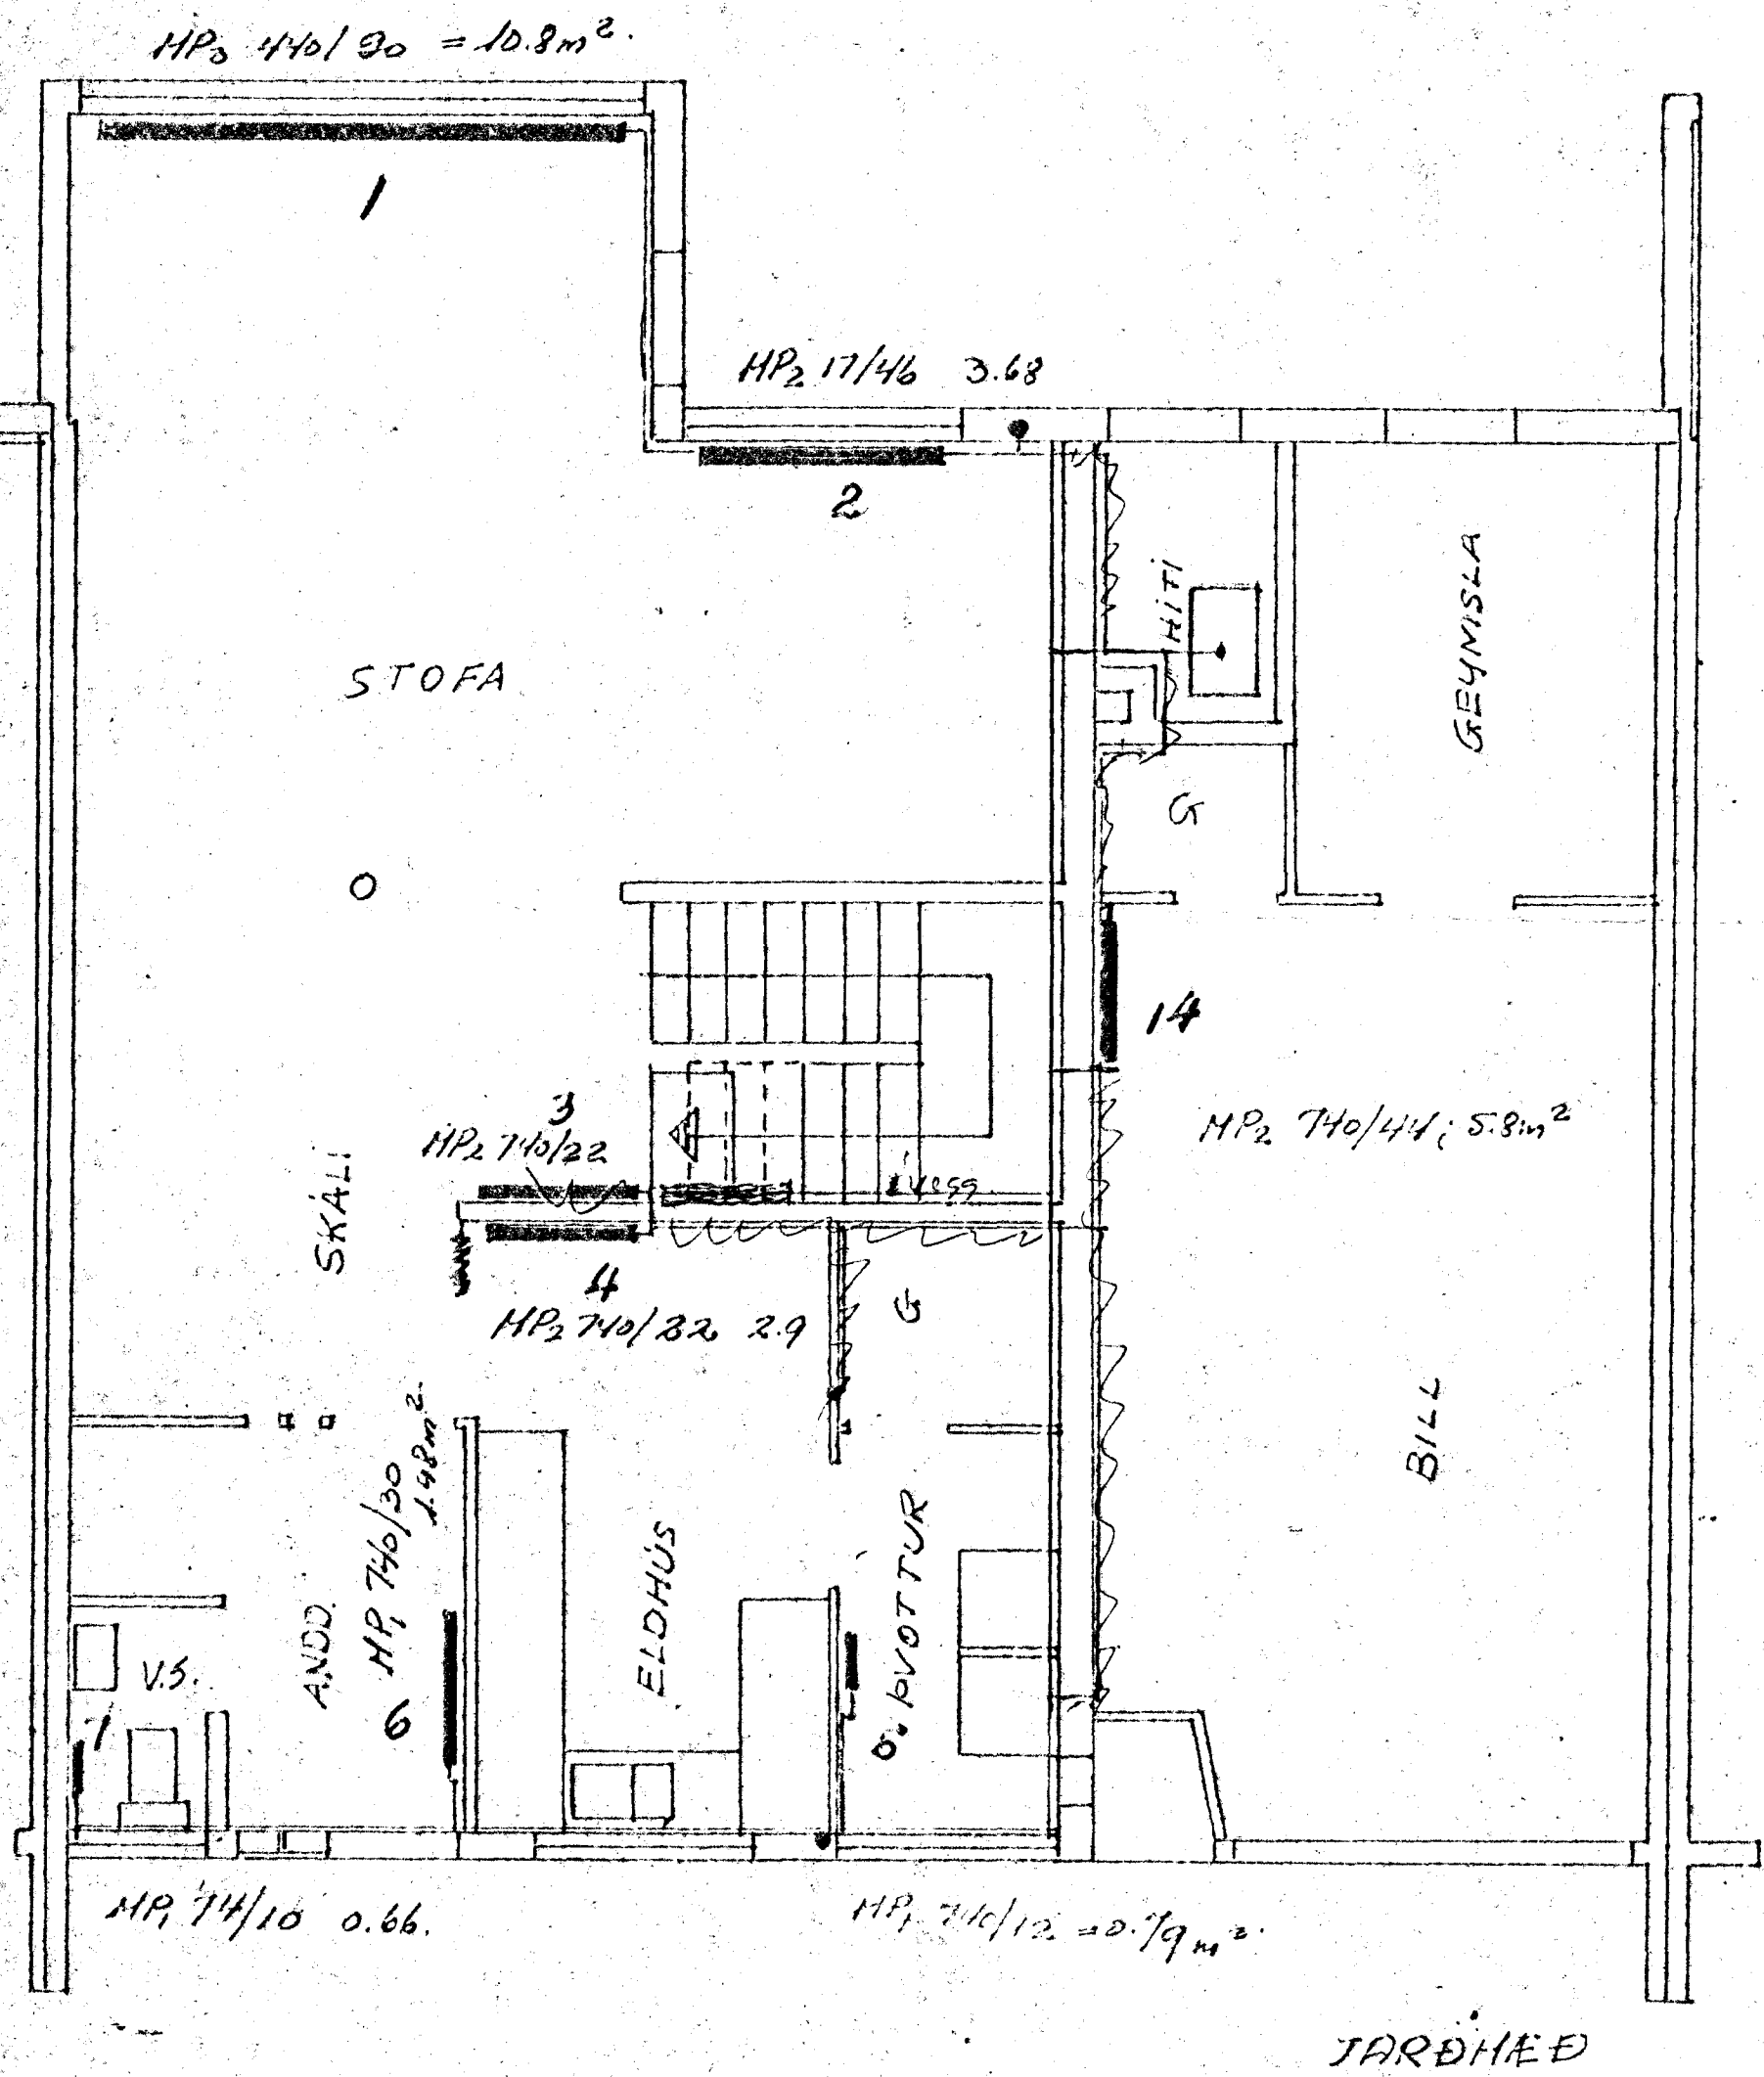 HP3 440/90 = 10.8m².
1
HP2 17/46 3.68
2
STOFA
HITI
GEYMSLA
G
14
3
HP2 740/22
HP2 740/44; 5.8m²
SKÁLI
4
HP2 740/22 2.9
G
HP1 740/30
1.48m².
BILL
ELDHÚS
ÞVOTTUR
ANDD.
V.S.
6
7
HP1 74/10 0.66.
HP1 740/12 = 0.79m².
JARÐHÆÐ